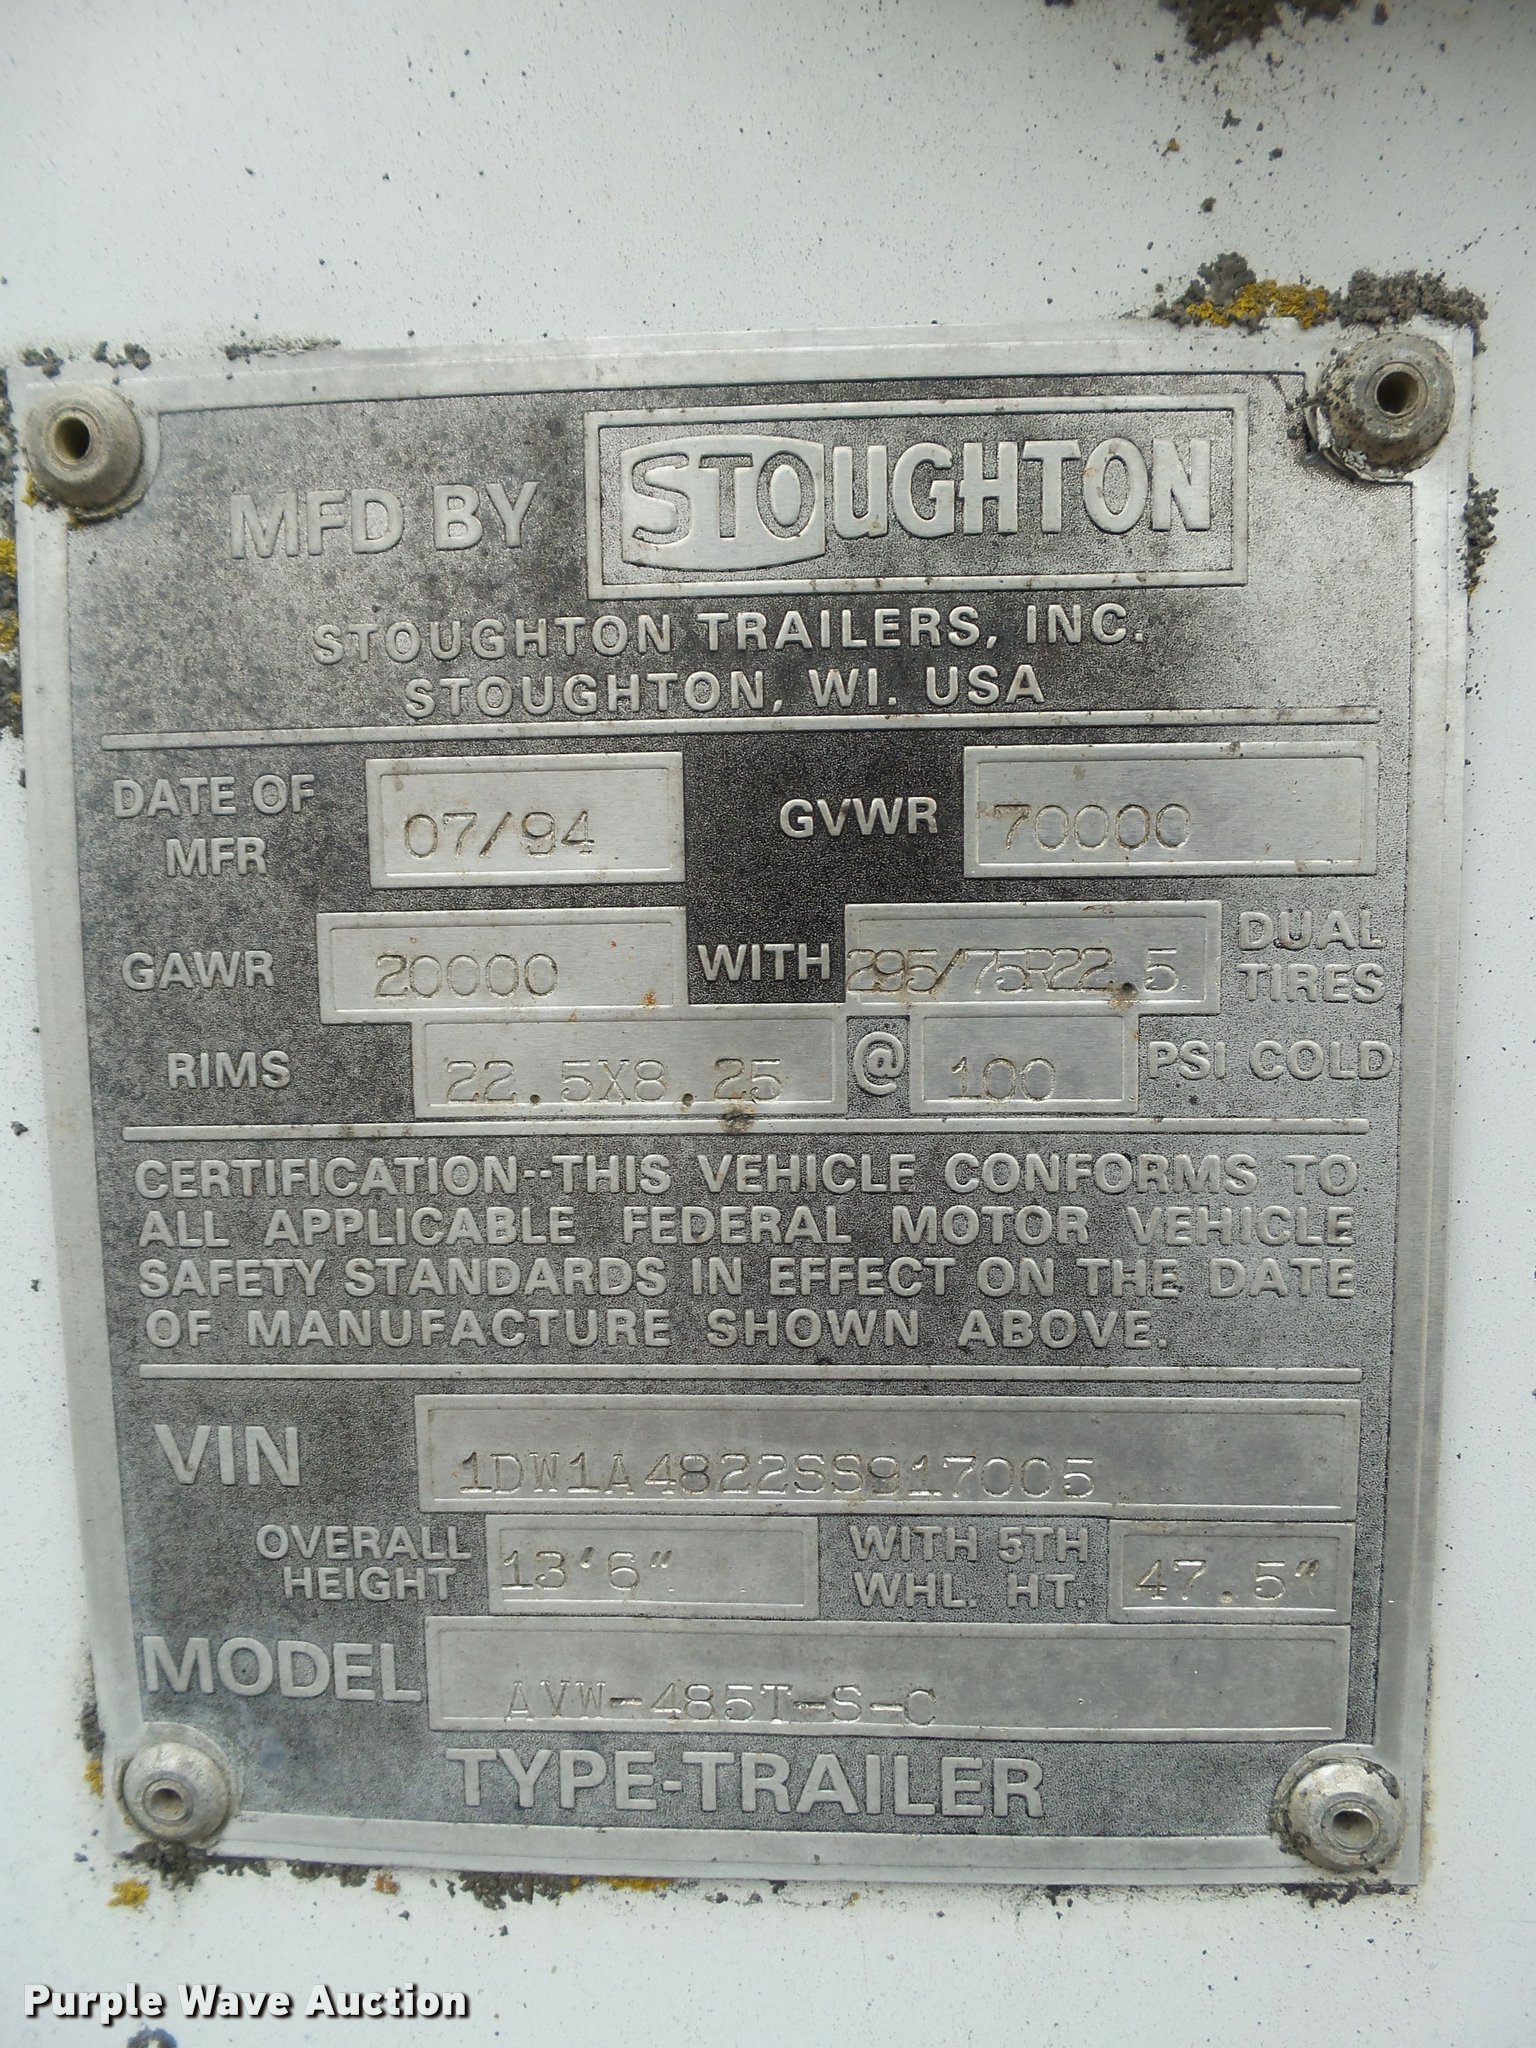 MFD BY STOUGHTON
STOUGHTON TRAILERS, INC.
STOUGHTON, WI. USA
DATE OF MFR 07/94 GVWR 70000
GAWR 20000 WITH 295/75R22.5 DUAL TIRES
RIMS 22.5X8.25 @ 100 PSI COLD
CERTIFICATION--THIS VEHICLE CONFORMS TO
ALL APPLICABLE FEDERAL MOTOR VEHICLE
SAFETY STANDARDS IN EFFECT ON THE DATE
OF MANUFACTURE SHOWN ABOVE.
VIN 1DW1A4822SS917005
OVERALL HEIGHT 13'6" WITH 5TH WHL. HT. 47.5"
MODEL AVW-485T-S-C
TYPE-TRAILER
Purple Wave Auction